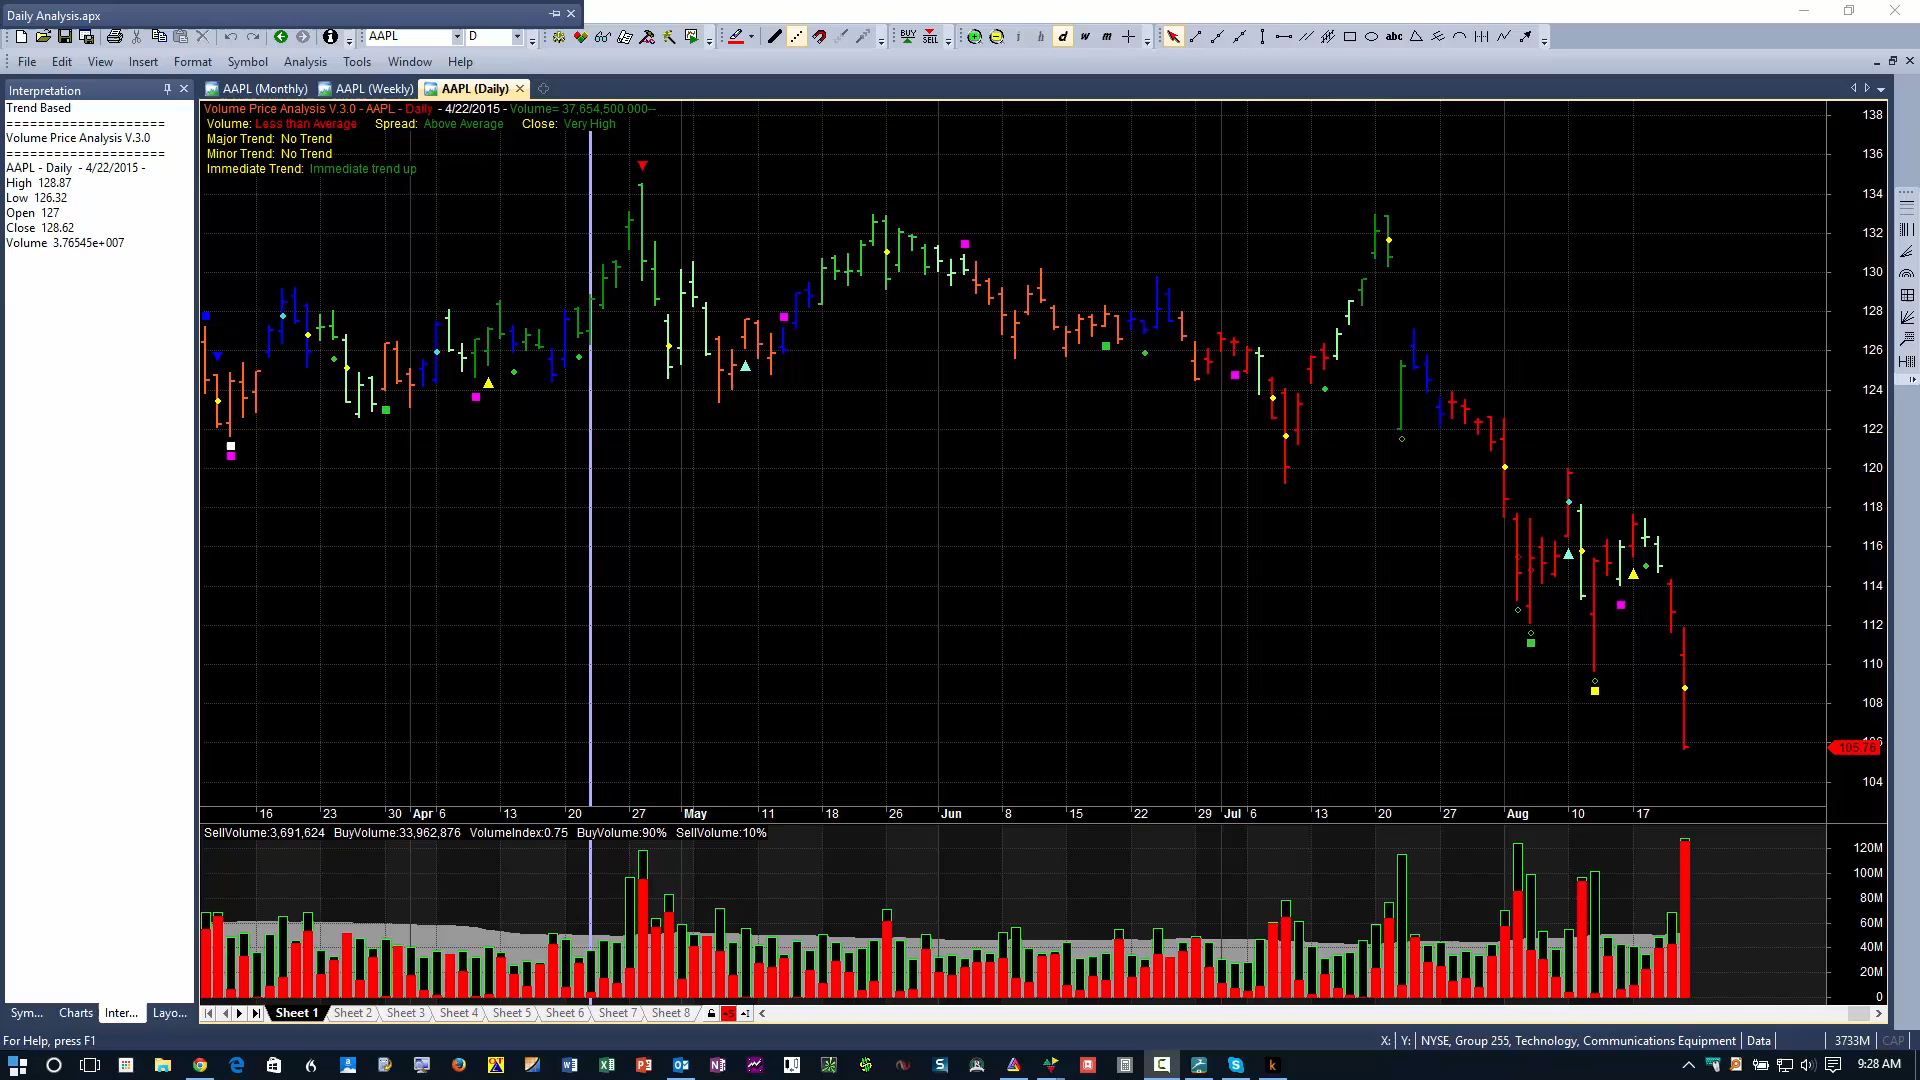 Daily Analysis.apx
AAPL D
BUY SELL i h d w m abc
File Edit View Insert Format Symbol Analysis Tools Window Help
Interpretation
AAPL (Monthly) AAPL (Weekly) AAPL (Daily)
Trend Based
====================
Volume Price Analysis V.3.0
====================
AAPL - Daily - 4/22/2015 -
High 128.87
Low 126.32
Open 127
Close 128.62
Volume 3.76545e+007
Volume Price Analysis V.3.0 - AAPL - Daily - 4/22/2015 - Volume= 37,654,500.000--
Volume: Less than Average Spread: Above Average Close: Very High
Major Trend: No Trend
Minor Trend: No Trend
Immediate Trend: Immediate trend up
138
136
134
132
130
128
126
124
122
120
118
116
114
112
110
108
105.76
104
16 23 30 Apr 6 13 20 27 May 11 18 26 Jun 8 15 22 29 Jul 6 13 20 27 Aug 10 17
SellVolume:3,691,624 BuyVolume:33,962,876 VolumeIndex:0.75 BuyVolume:90% SellVolume:10%
120M
100M
80M
60M
40M
20M
0
Sym... Charts Inter... Layo...
Sheet 1 Sheet 2 Sheet 3 Sheet 4 Sheet 5 Sheet 6 Sheet 7 Sheet 8
For Help, press F1
X: Y: NYSE, Group 255, Technology, Communications Equipment Data 3733M CAP
9:28 AM